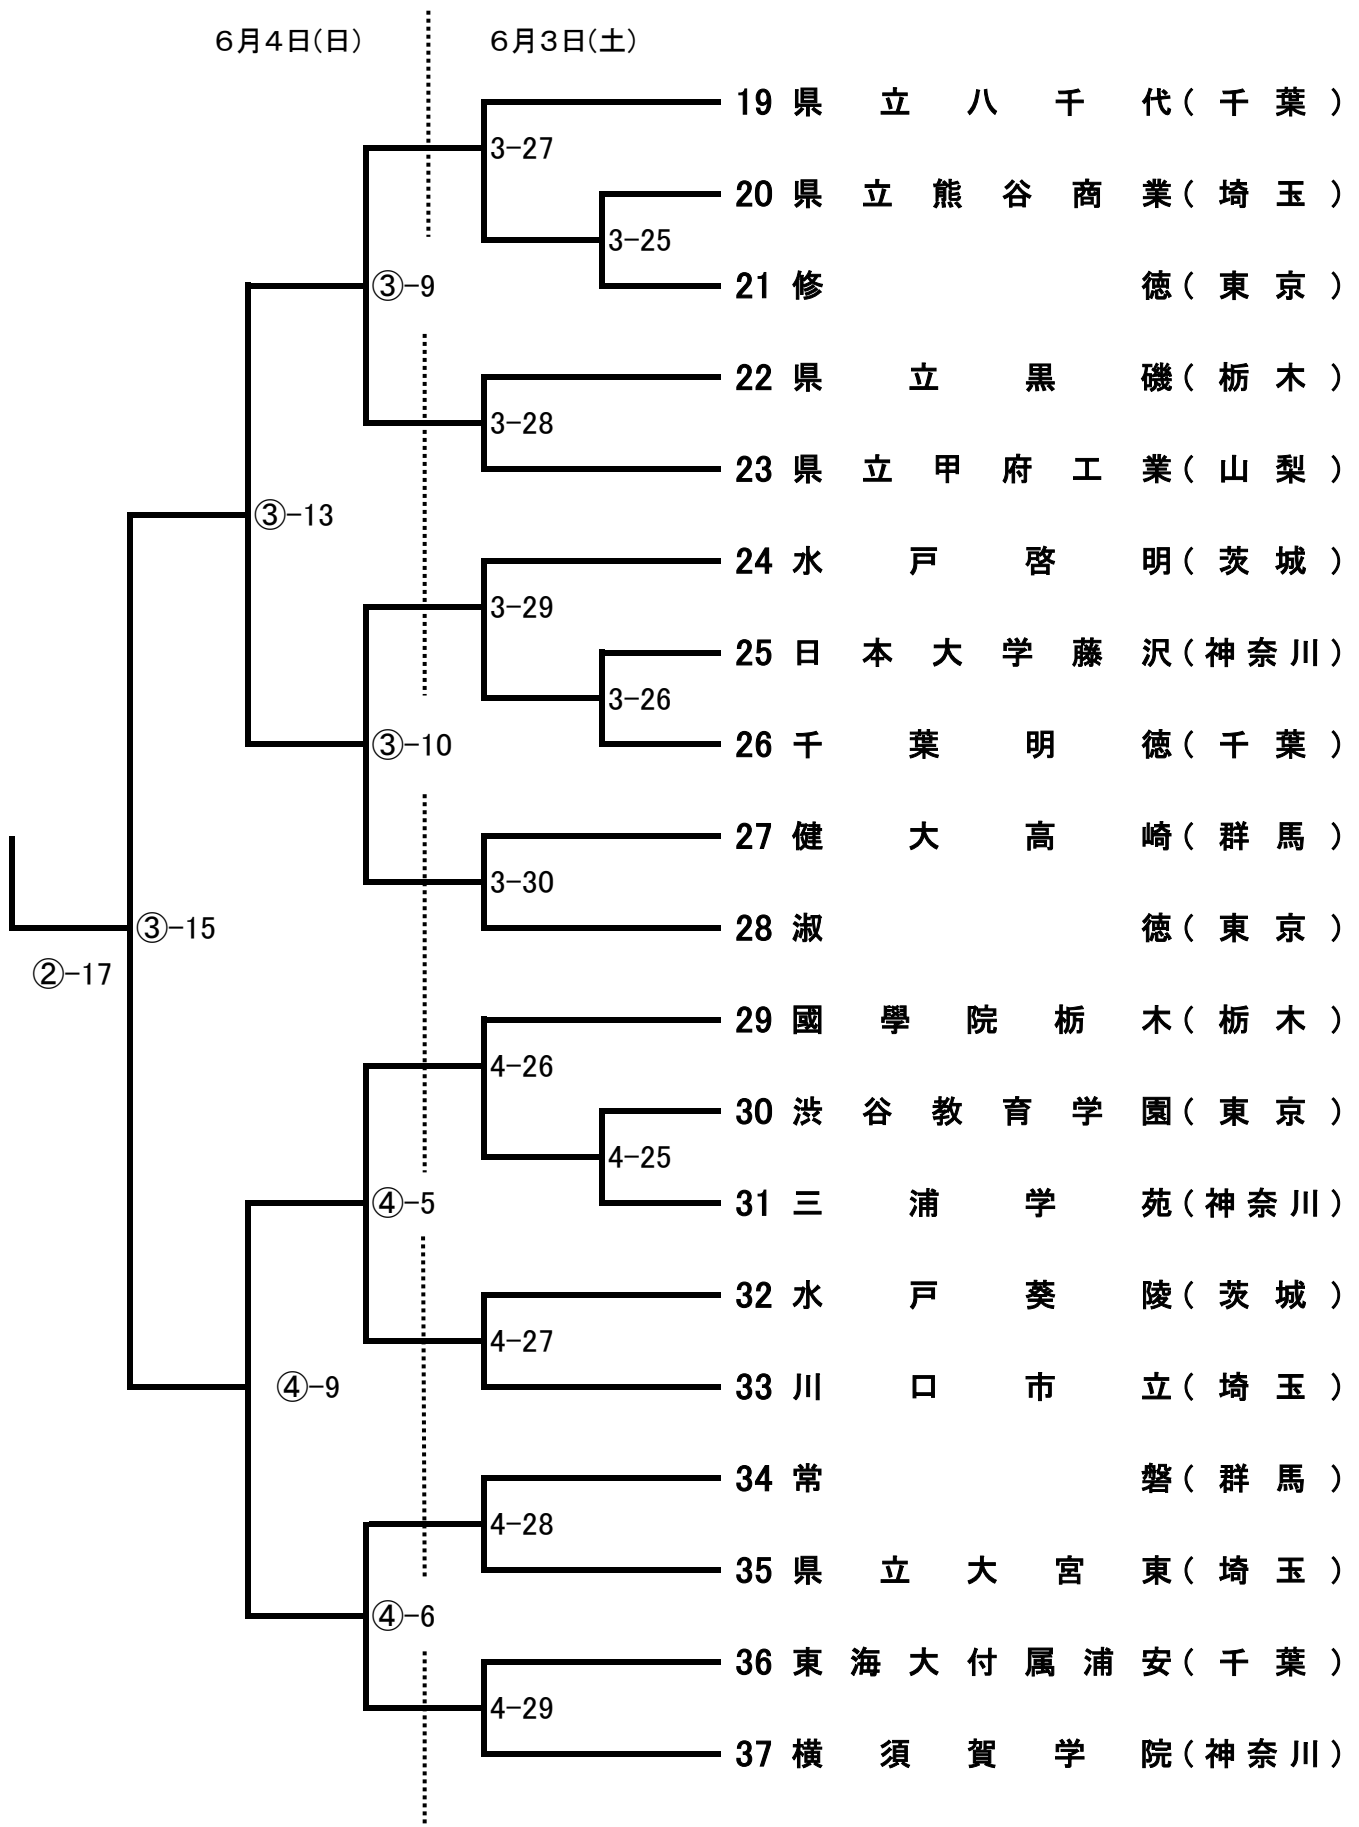 ６月４日(日)
６月３日(土)
19 県立八千代(千葉)
3-27
20 県立熊谷商業(埼玉)
3-25
21 修徳(東京)
③-9
22 県立黒磯(栃木)
3-28
23 県立甲府工業(山梨)
③-13
24 水戸啓明(茨城)
3-29
25 日本大学藤沢(神奈川)
3-26
26 千葉明徳(千葉)
③-10
27 健大高崎(群馬)
3-30
28 淑徳(東京)
③-15
②-17
29 國學院栃木(栃木)
4-26
30 渋谷教育学園(東京)
4-25
31 三浦学苑(神奈川)
④-5
32 水戸葵陵(茨城)
4-27
33 川口市立(埼玉)
④-9
34 常磐(群馬)
4-28
35 県立大宮東(埼玉)
④-6
36 東海大付属浦安(千葉)
4-29
37 横須賀学院(神奈川)